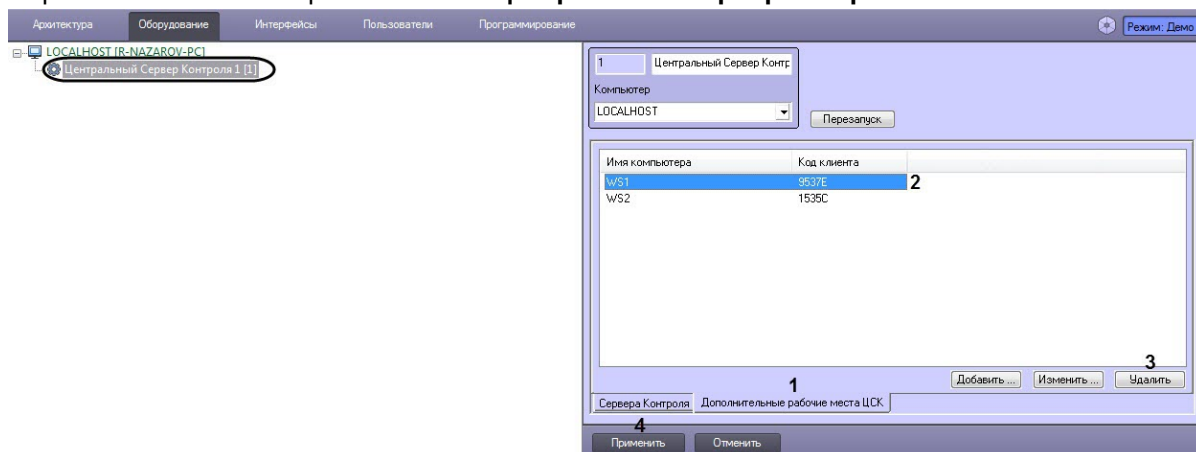 Архитектура Оборудование Интерфейсы Пользователи Программирование Режим: Демо
LOCALHOST [R-NAZAROV-PC]
Центральный Сервер Контроля 1 [1]
1 Центральный Сервер Контр
Компьютер
LOCALHOST
Перезапуск
Имя компьютера Код клиента
WS1 9537E 2
WS2 1535C
3
Добавить ... Изменить ... Удалить
1
Сервера Контроля Дополнительные рабочие места ЦСК
4
Применить Отменить